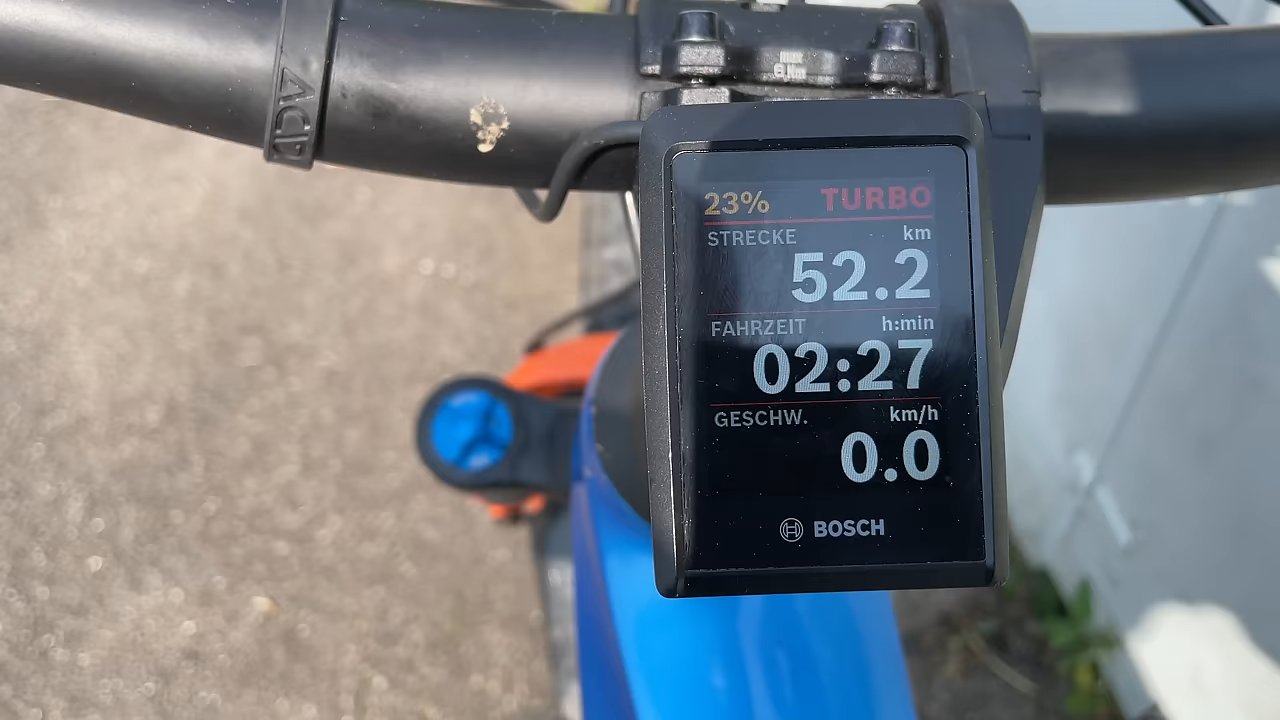 ACID
23% TURBO
STRECKE km
52.2
FAHRZEIT h:min
02:27
GESCHW. km/h
0.0
BOSCH